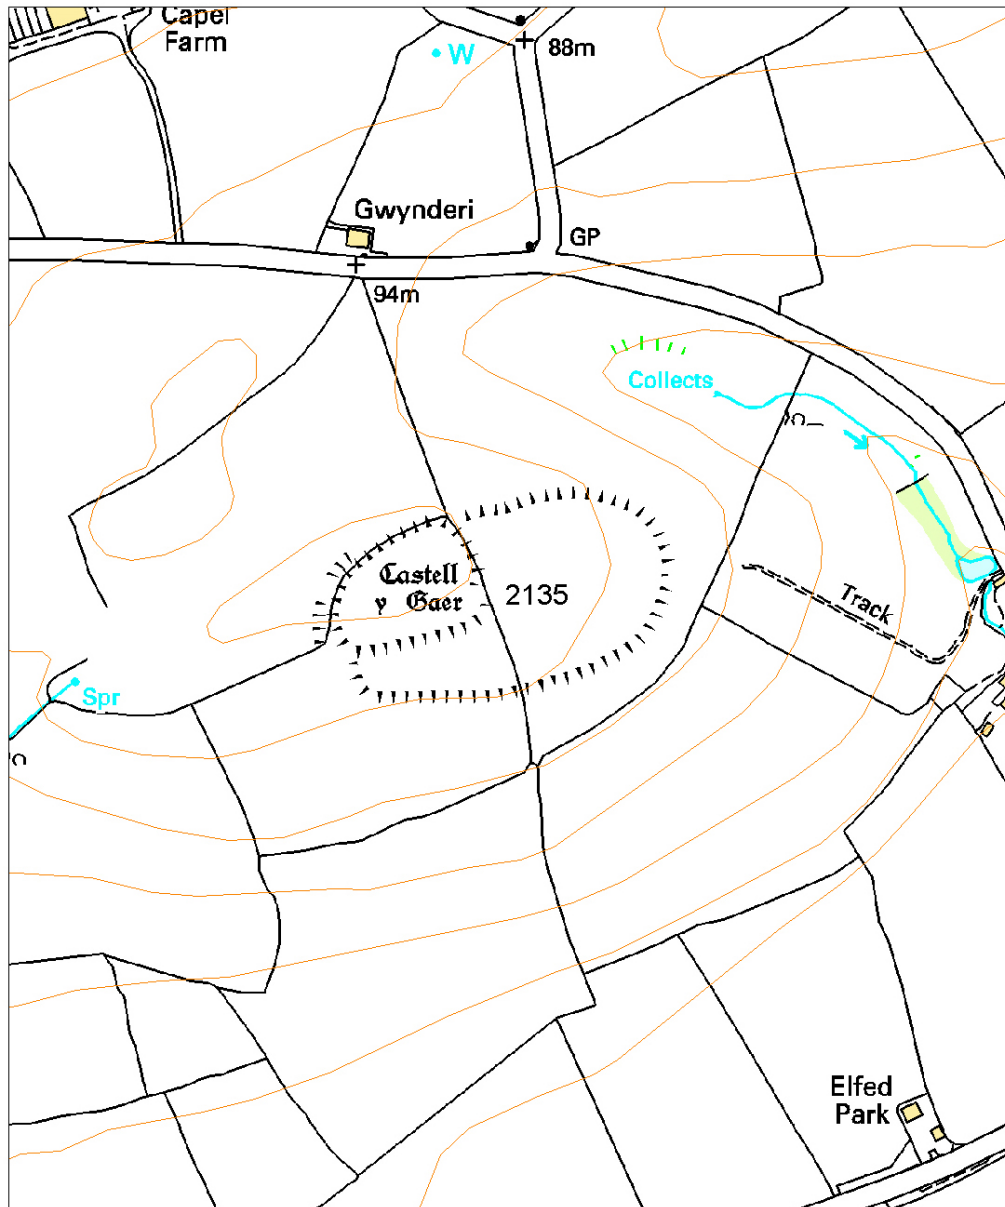 Capel
Farm
W
88m
Gwynderi
GP
94m
Collects
Castell
y Gaer
2135
Track
Spr
Elfed
Park